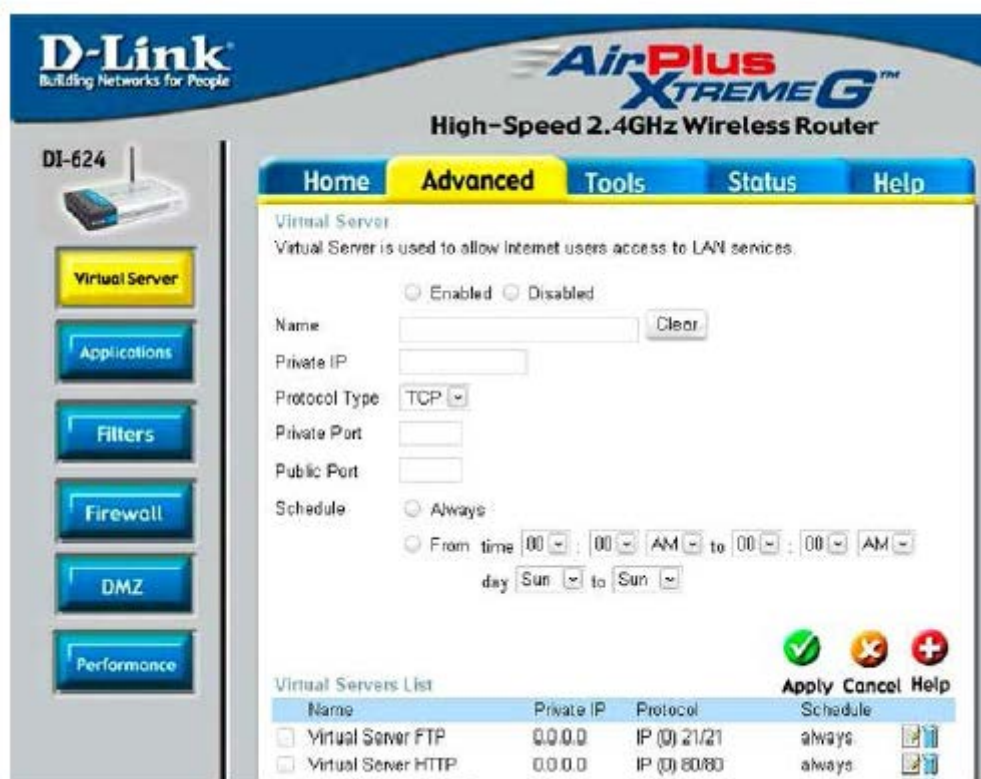 D-Link
Building Networks for People
AirPlus
XTREME G™
High-Speed 2.4GHz Wireless Router
DI-624
Home Advanced Tools Status Help
Virtual Server
Applications
Filters
Firewall
DMZ
Performance
Virtual Server
Virtual Server is used to allow Internet users access to LAN services.
Enabled Disabled
Name Clear
Private IP
Protocol Type TCP
Private Port
Public Port
Schedule Always
From time 00 : 00 AM to 00 : 00 AM
day Sun to Sun
Apply Cancel Help
Virtual Servers List
Name Private IP Protocol Schedule
Virtual Server FTP 0.0.0.0 IP (0) 21/21 always
Virtual Server HTTP 0.0.0.0 IP (0) 80/80 always